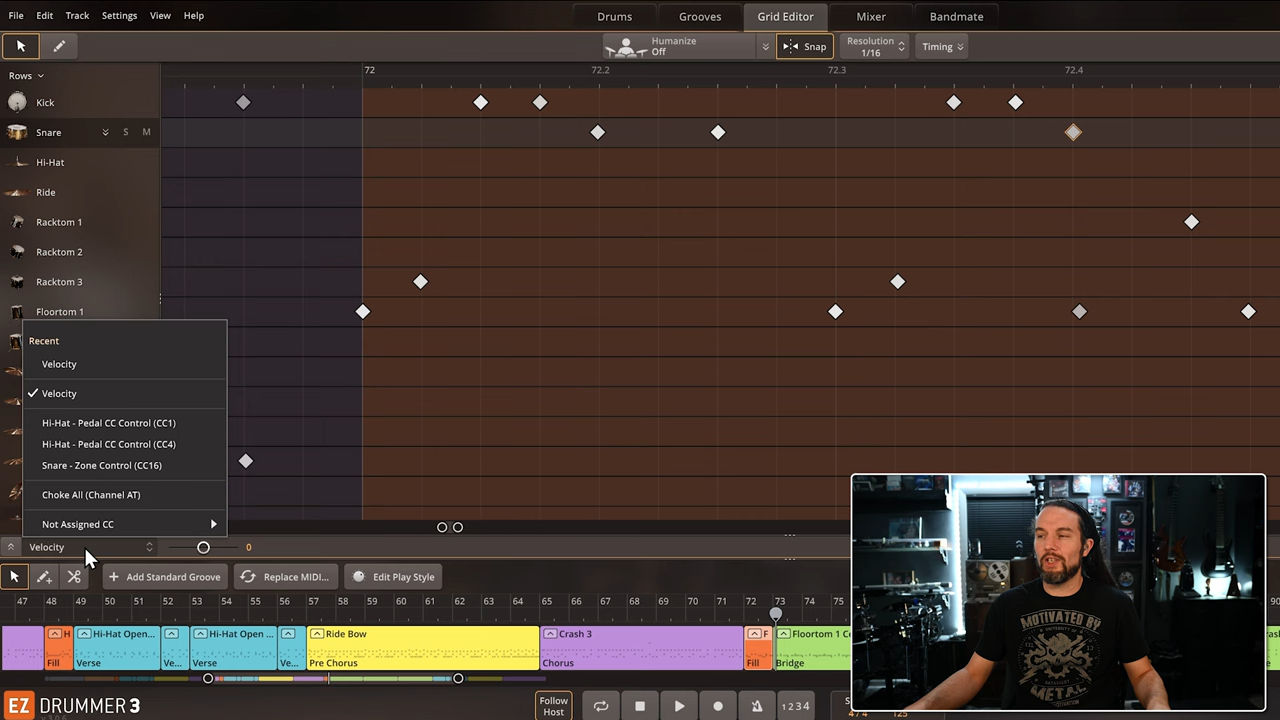 File Edit Track Settings View Help
Drums Grooves Grid Editor Mixer Bandmate
Humanize
Off
Snap
Resolution
1/16
Timing
Rows
72 72.2 72.3 72.4
Kick
Snare S M
Hi-Hat
Ride
Racktom 1
Racktom 2
Racktom 3
Floortom 1
Recent
Velocity
Velocity
Hi-Hat - Pedal CC Control (CC1)
Hi-Hat - Pedal CC Control (CC4)
Snare - Zone Control (CC16)
Choke All (Channel AT)
Not Assigned CC
Velocity 0
Add Standard Groove Replace MIDI... Edit Play Style
47 48 49 50 51 52 53 54 55 56 57 58 59 60 61 62 63 64 65 66 67 68 69 70 71 72 73 74 75 90
H Hi-Hat Open... Hi-Hat Open ... Ride Bow Crash 3 F Floortom 1 C
Fill Verse Ve... Verse Ve... Pre Chorus Chorus Fill Bridge
EZ DRUMMER 3
Follow
Host
1 2 3 4
4 / 4 125
MOTIVATED BY
METAL